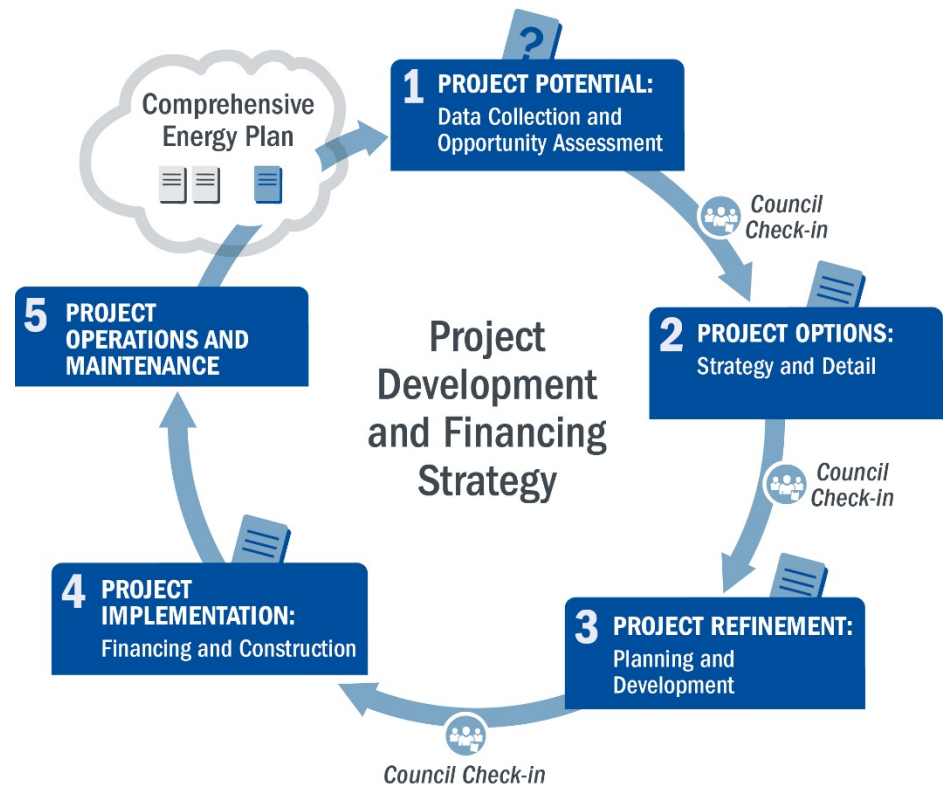 Comprehensive
Energy Plan
?
1 PROJECT POTENTIAL:
Data Collection and
Opportunity Assessment
Council
Check-in
2 PROJECT OPTIONS:
Strategy and Detail
Council
Check-in
3 PROJECT REFINEMENT:
Planning and
Development
Council Check-in
4 PROJECT
IMPLEMENTATION:
Financing and Construction
5 PROJECT
OPERATIONS AND
MAINTENANCE
Project
Development
and Financing
Strategy